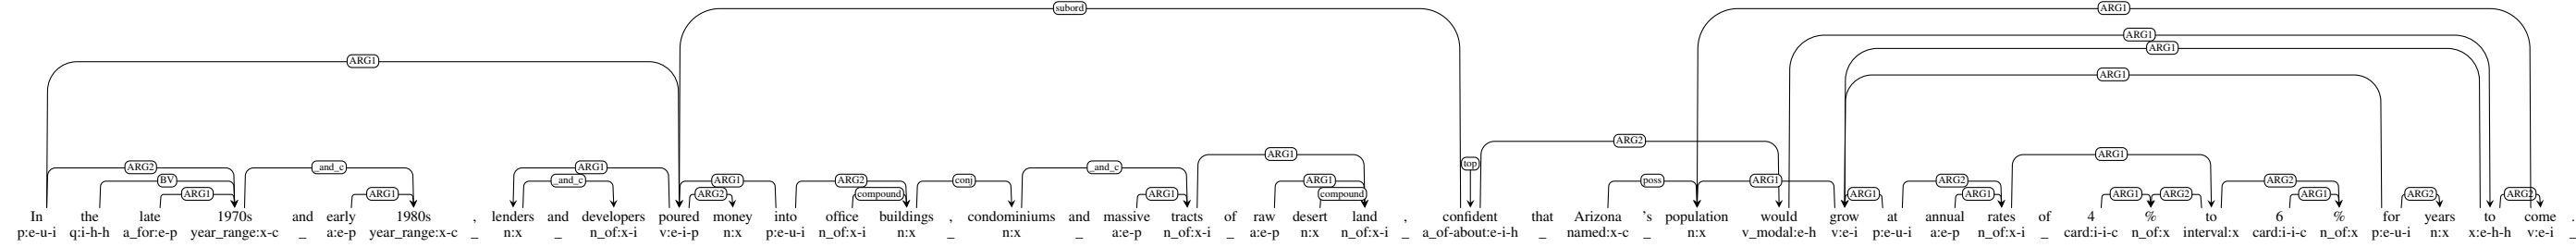 subord ARG1
ARG1
ARG1
ARG1
ARG1
ARG2
ARG1 ARG1
top
ARG2 _and_c ARG1 _and_c
BV _and_c ARG1 ARG2 conj ARG1 poss ARG1 ARG2 ARG2
ARG1 ARG1 ARG2 compound ARG1 compound ARG1 ARG1 ARG1 ARG2 ARG1 ARG2 ARG2
In the late 1970s and early 1980s , lenders and developers poured money into office buildings , condominiums and massive tracts of raw desert land , confident that Arizona 's population would grow at annual rates of 4 % to 6 % for years to come .
p:e-u-i q:i-h-h a_for:e-p year_range:x-c _ a:e-p year_range:x-c _ n:x _ n_of:x-i v:e-i-p n:x p:e-u-i n_of:x-i n:x _ n:x _ a:e-p n_of:x-i _ a:e-p n:x n_of:x-i _ a_of-about:e-i-h _ named:x-c _ n:x v_modal:e-h v:e-i p:e-u-i a:e-p n_of:x-i _ card:i-i-c n_of:x interval:x card:i-i-c n_of:x p:e-u-i n:x x:e-h-h v:e-i _